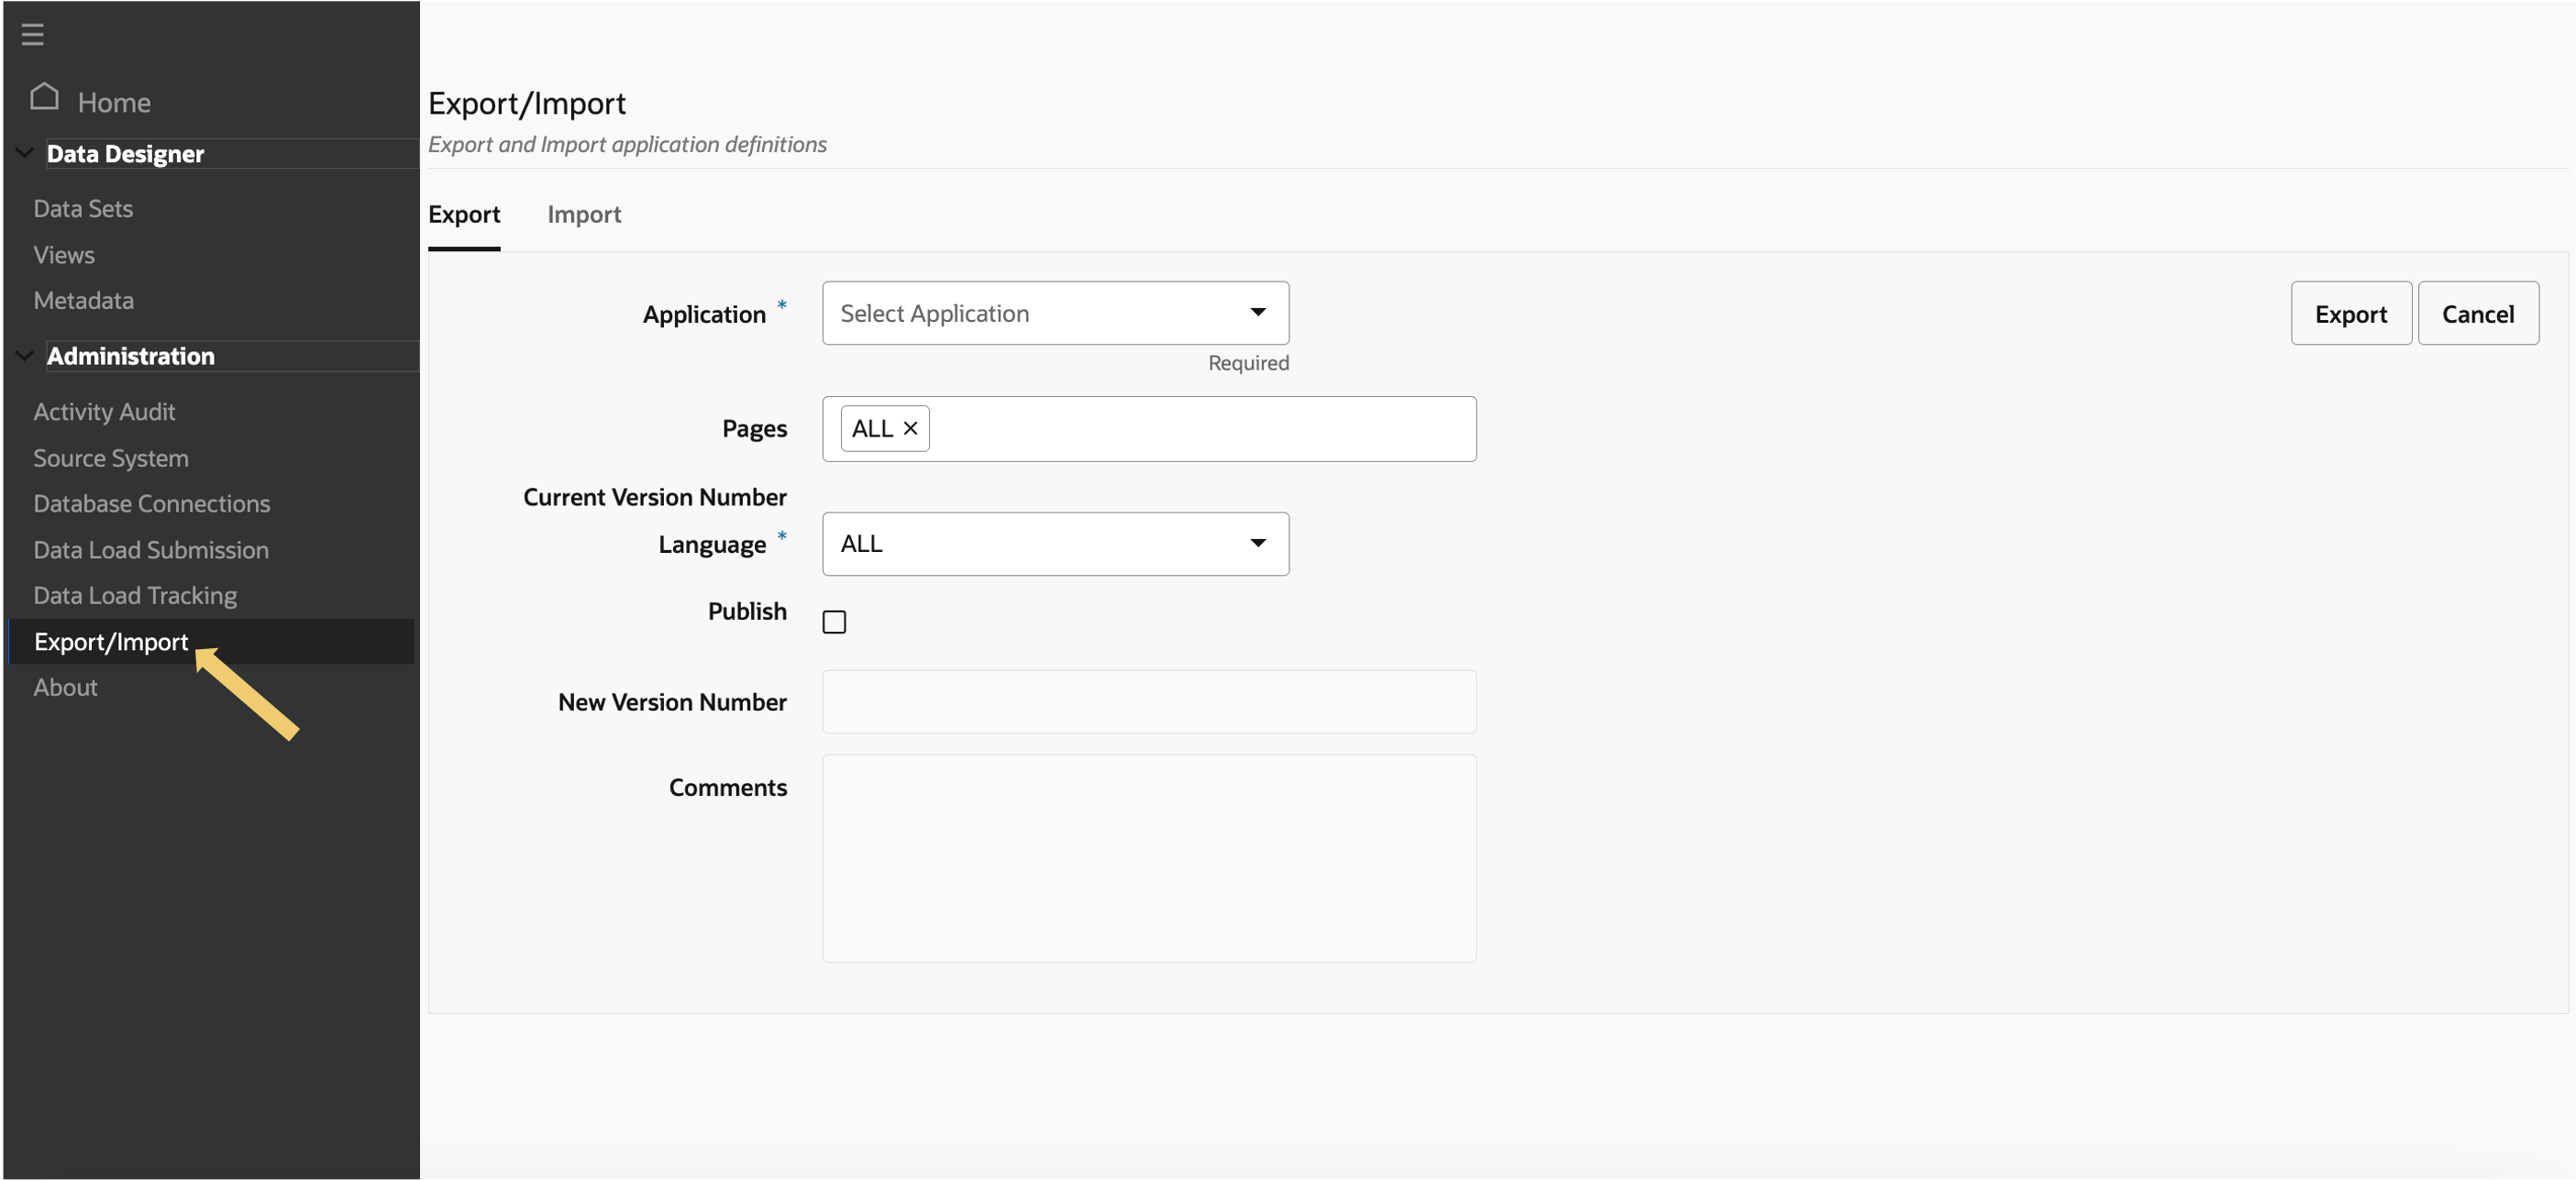 Home
Data Designer
Data Sets
Views
Metadata
Administration
Activity Audit
Source System
Database Connections
Data Load Submission
Data Load Tracking
Export/Import
About
Export/Import
Export and Import application definitions
Export Import
Application * Select Application Export Cancel
Required
Pages ALL ×
Current Version Number
Language * ALL
Publish
New Version Number
Comments